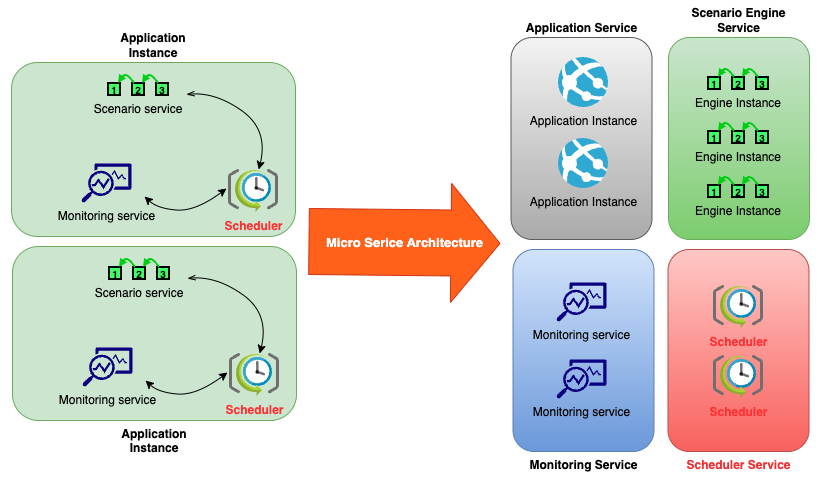 Application
Instance
1 2 3
Scenario service
Monitoring service
Scheduler
1 2 3
Scenario service
Monitoring service
Scheduler
Application
Instance
Micro Serice Architecture
Application Service
Application Instance
Application Instance
Scenario Engine
Service
1 2 3
Engine Instance
1 2 3
Engine Instance
1 2 3
Engine Instance
Monitoring service
Monitoring service
Monitoring Service
Scheduler
Scheduler
Scheduler Service